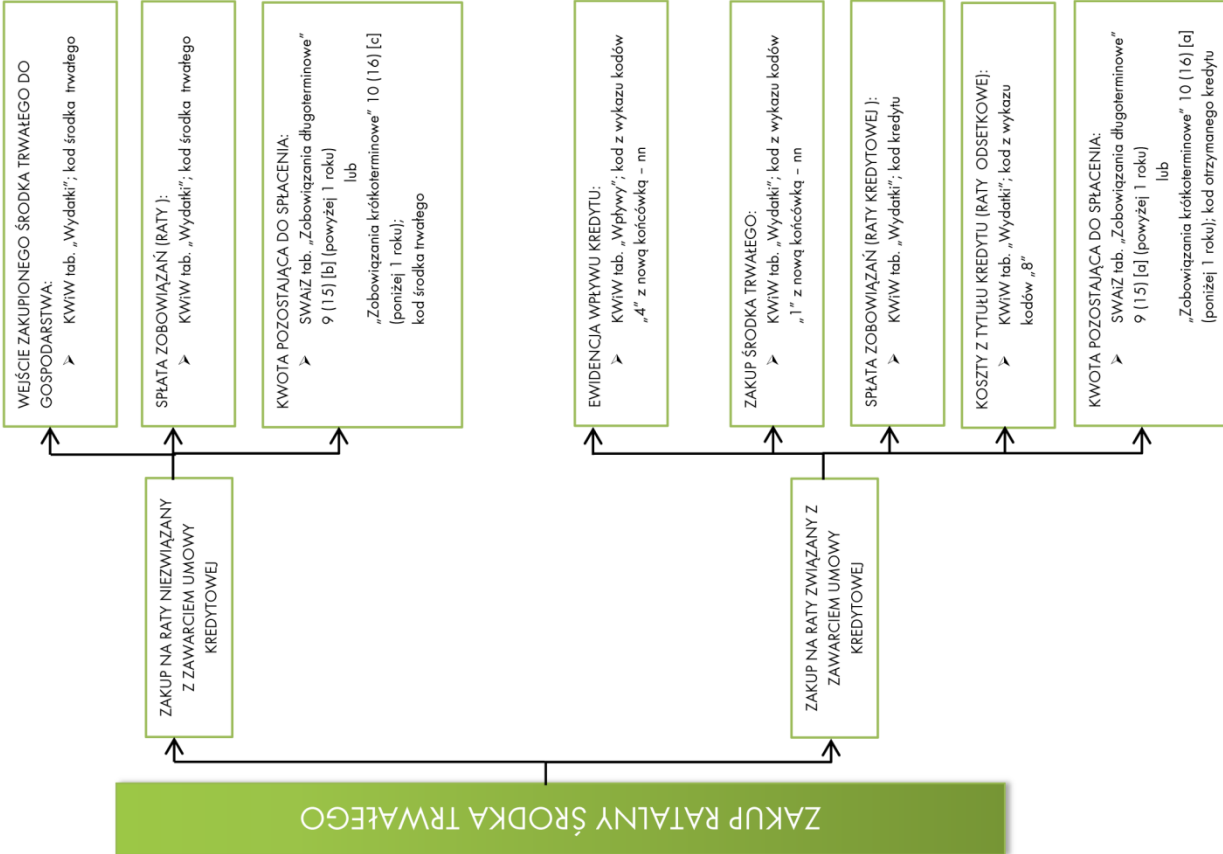 ZAKUP RATALNY ŚRODKA TRWAŁEGO
ZAKUP NA RATY NIEZWIĄZANY
Z ZAWARCIEM UMOWY
KREDYTOWEJ
WEJŚCIE ZAKUPIONEGO ŚRODKA TRWAŁEGO DO
GOSPODARSTWA:
➢ KWiW tab. „Wydatki”; kod środka trwałego
SPŁATA ZOBOWIĄZAŃ (RATY ):
➢ KWiW tab. „Wydatki”; kod środka trwałego
KWOTA POZOSTAJĄCA DO SPŁACENIA:
➢ SWAiZ tab. „Zobowiązania długoterminowe”
9 (15) [b] (powyżej 1 roku)
lub
„Zobowiązania krótkoterminowe” 10 (16) [c]
(poniżej 1 roku);
kod środka trwałego
ZAKUP NA RATY ZWIĄZANY Z
ZAWARCIEM UMOWY
KREDYTOWEJ
EWIDENCJA WPŁYWU KREDYTU:
➢ KWiW tab. „Wpływy”; kod z wykazu kodów
„4” z nową końcówką – nn
ZAKUP ŚRODKA TRWAŁEGO:
➢ KWiW tab. „Wydatki”; kod z wykazu kodów
„1” z nową końcówką – nn
SPŁATA ZOBOWIĄZAŃ (RATY KREDYTOWEJ ):
➢ KWiW tab. „Wydatki”; kod kredytu
KOSZTY Z TYTUŁU KREDYTU (RATY ODSETKOWE):
➢ KWiW tab. „Wydatki”; kod z wykazu
kodów „8”
KWOTA POZOSTAJĄCA DO SPŁACENIA:
➢ SWAiZ tab. „Zobowiązania długoterminowe”
9 (15) [a] (powyżej 1 roku)
lub
„Zobowiązania krótkoterminowe” 10 (16) [a]
(poniżej 1 roku); kod otrzymanego kredytu